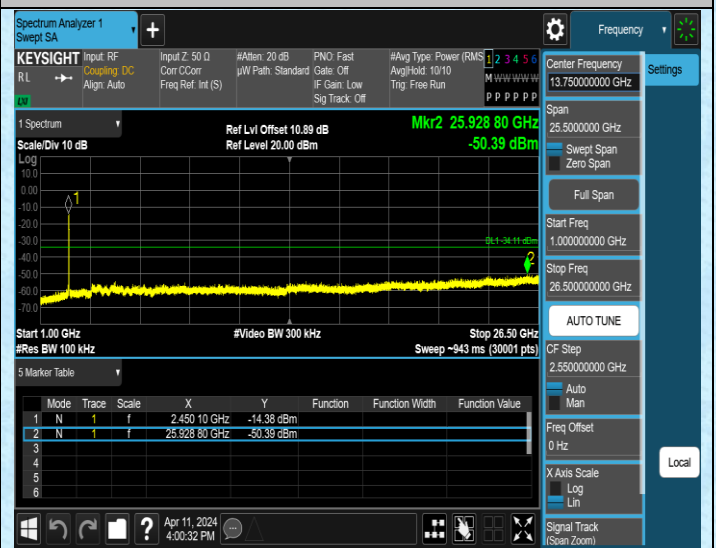 Spectrum Analyzer 1
Swept SA
+
Frequency
KEYSIGHT
RL
Input: RF
Coupling: DC
Align: Auto
Input Z: 50 Ω
Corr CCorr
Freq Ref: Int (S)
#Atten: 20 dB
µW Path: Standard
PNO: Fast
Gate: Off
IF Gain: Low
Sig Track: Off
#Avg Type: Power (RMS
Avg|Hold: 10/10
Trig: Free Run
1 2 3 4 5 6
M W W W W W
P P P P P P
LNI
1 Spectrum
Scale/Div 10 dB
Ref Lvl Offset 10.89 dB
Ref Level 20.00 dBm
Mkr2 25.928 80 GHz
-50.39 dBm
Log
10.0
0.00
-10.0
-20.0
-30.0
-40.0
-50.0
-60.0
-70.0
1
DL1 -34.11 dBm
2
Start 1.00 GHz
#Res BW 100 kHz
#Video BW 300 kHz
Stop 26.50 GHz
Sweep ~943 ms (30001 pts)
5 Marker Table
Mode Trace Scale X Y Function Function Width Function Value
1 N 1 f 2.450 10 GHz -14.38 dBm
2 N 1 f 25.928 80 GHz -50.39 dBm
3
4
5
6
Center Frequency
13.750000000 GHz
Settings
Span
25.5000000 GHz
Swept Span
Zero Span
Full Span
Start Freq
1.000000000 GHz
Stop Freq
26.500000000 GHz
AUTO TUNE
CF Step
2.550000000 GHz
Auto
Man
Freq Offset
0 Hz
X Axis Scale
Log
Lin
Signal Track
(Span Zoom)
Local
?
Apr 11, 2024
4:00:32 PM